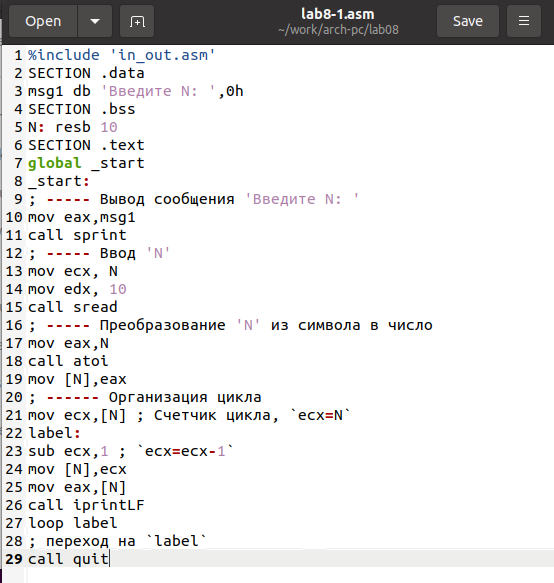 Open
lab8-1.asm
~/work/arch-pc/lab08
Save
1 %include 'in_out.asm'
2 SECTION .data
3 msg1 db 'Введите N: ',0h
4 SECTION .bss
5 N: resb 10
6 SECTION .text
7 global _start
8 _start:
9 ; ----- Вывод сообщения 'Введите N: '
10 mov eax,msg1
11 call sprint
12 ; ----- Ввод 'N'
13 mov ecx, N
14 mov edx, 10
15 call sread
16 ; ----- Преобразование 'N' из символа в число
17 mov eax,N
18 call atoi
19 mov [N],eax
20 ; ------ Организация цикла
21 mov ecx,[N] ; Счетчик цикла, `ecx=N`
22 label:
23 sub ecx,1 ; `ecx=ecx-1`
24 mov [N],ecx
25 mov eax,[N]
26 call iprintLF
27 loop label
28 ; переход на `label`
29 call quit